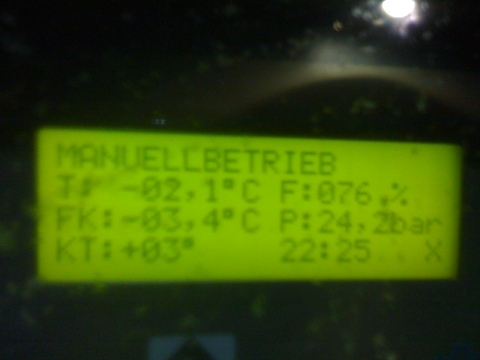 MANUELLBETRIEB
T: -02,1°C F:076,%
FK:-03,4°C P:24,2bar
KT:+03° 22:25 X